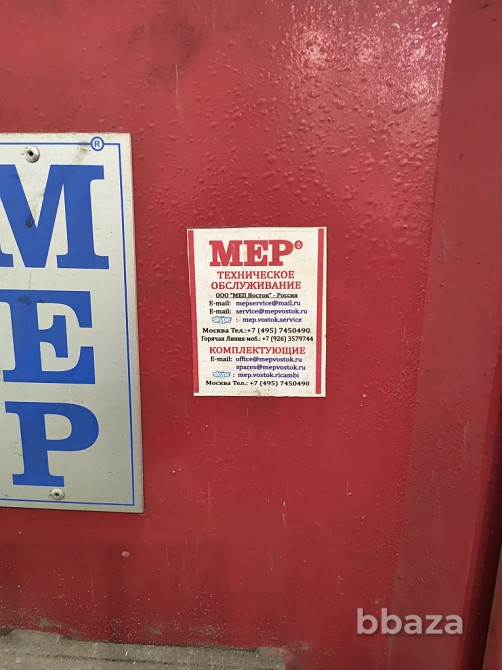 ®
M
E
P
MEP®
ТЕХНИЧЕСКОЕ
ОБСЛУЖИВАНИЕ
ООО "МЕП Восток" - Россия
E-mail: mepservice@mail.ru
E-mail: service@mepvostok.ru
skype : mep.vostok.service
Москва Тел.:+7 (495) 7450490
Горячая Линия моб.: +7 (926) 3579744
КОМПЛЕКТУЮЩИЕ
E-mail: office@mepvostok.ru
spaces@mepvostok.ru
skype : mep.vostok.ricambi
Москва Тел.: +7 (495) 7450490
bbaza